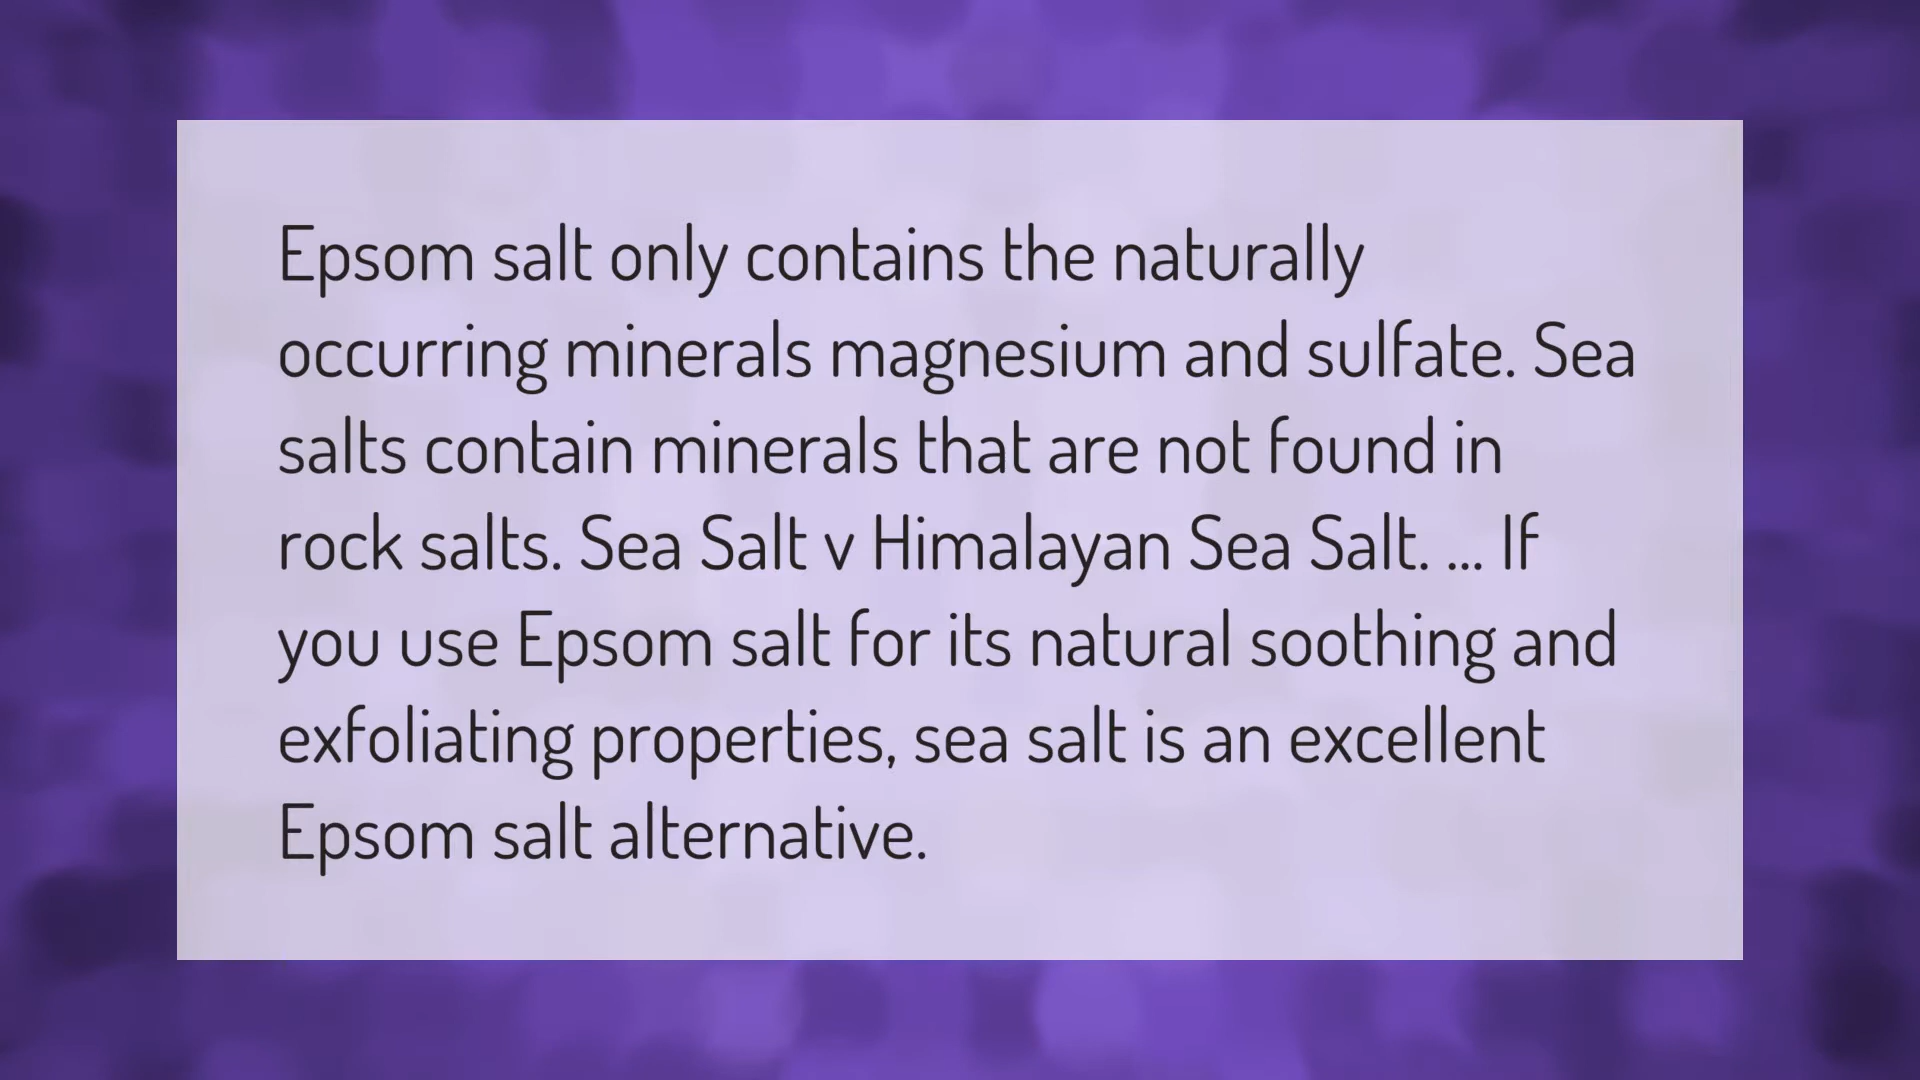 Epsom salt only contains the naturally
occurring minerals magnesium and sulfate. Sea
salts contain minerals that are not found in
rock salts. Sea Salt v Himalayan Sea Salt. ... If
you use Epsom salt for its natural soothing and
exfoliating properties, sea salt is an excellent
Epsom salt alternative.